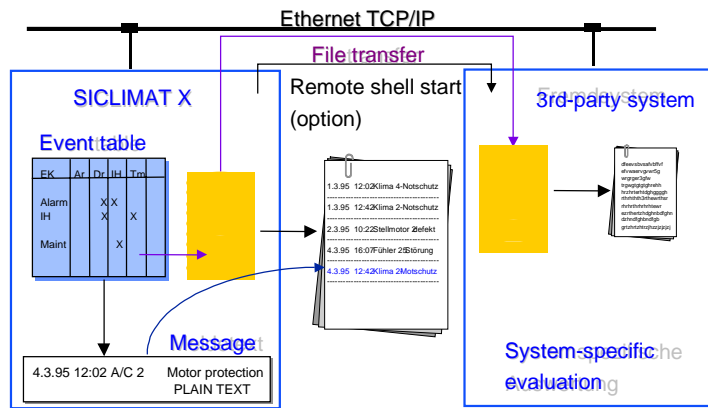 Ethernet TCP/IP
File transfer
SICLIMAT X
Remote shell start
(option)
3rd-party system
Event table
EK Ar Dr IH Tm
Alarm X X
IH X X
Maint X
1.3.95 12:02 Klima 4-Notschutz
1.3.95 12:42 Klima 2-Notschutz
2.3.95 10:22 Stellmotor 2 defekt
4.3.95 16:07 Fühler 25 Störung
4.3.95 12:42 Klima 2 Motschutz
Message
4.3.95 12:02 A/C 2 Motor protection
PLAIN TEXT
System-specific
evaluation